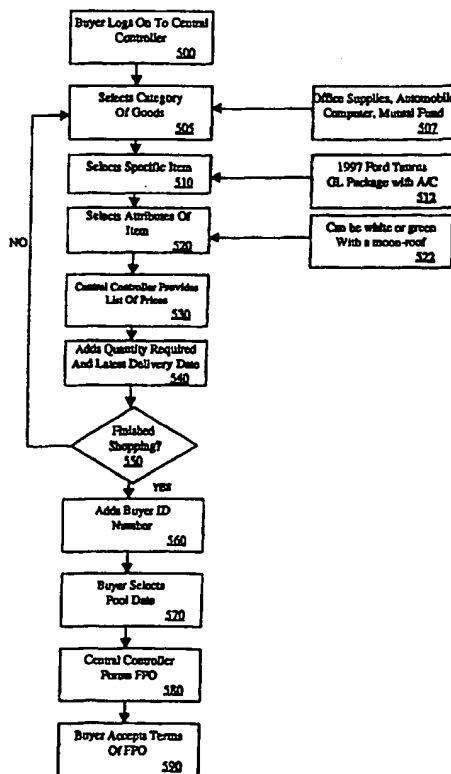 Buyer Logs On To Central
Controller
500
Selects Category
Of Goods
505
Office Supplies, Automobile
Computer, Mutual Fund
507
Selects Specific Item
510
1997 Ford Taurus
GL Package with A/C
512
Selects Attributes Of
Item
520
Can be white or green
With a moon-roof
522
NO
Central Controller Provides
List Of Prices
530
Adds Quantity Required
And Latest Delivery Date
540
Finished
Shopping?
550
YES
Adds Buyer ID
Number
560
Buyer Selects
Pool Date
570
Central Controller
Forms FPO
580
Buyer Accepts Terms
Of FPO
590